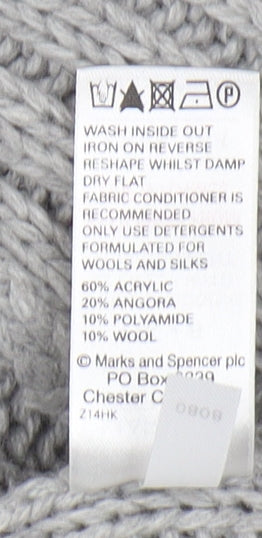 P
WASH INSIDE OUT
IRON ON REVERSE
RESHAPE WHILST DAMP
DRY FLAT
FABRIC CONDITIONER IS
RECOMMENDED
ONLY USE DETERGENTS
FORMULATED FOR
WOOLS AND SILKS
60% ACRYLIC
20% ANGORA
10% POLYAMIDE
10% WOOL
© Marks and Spencer plc
PO Box
Chester C
Z14HK